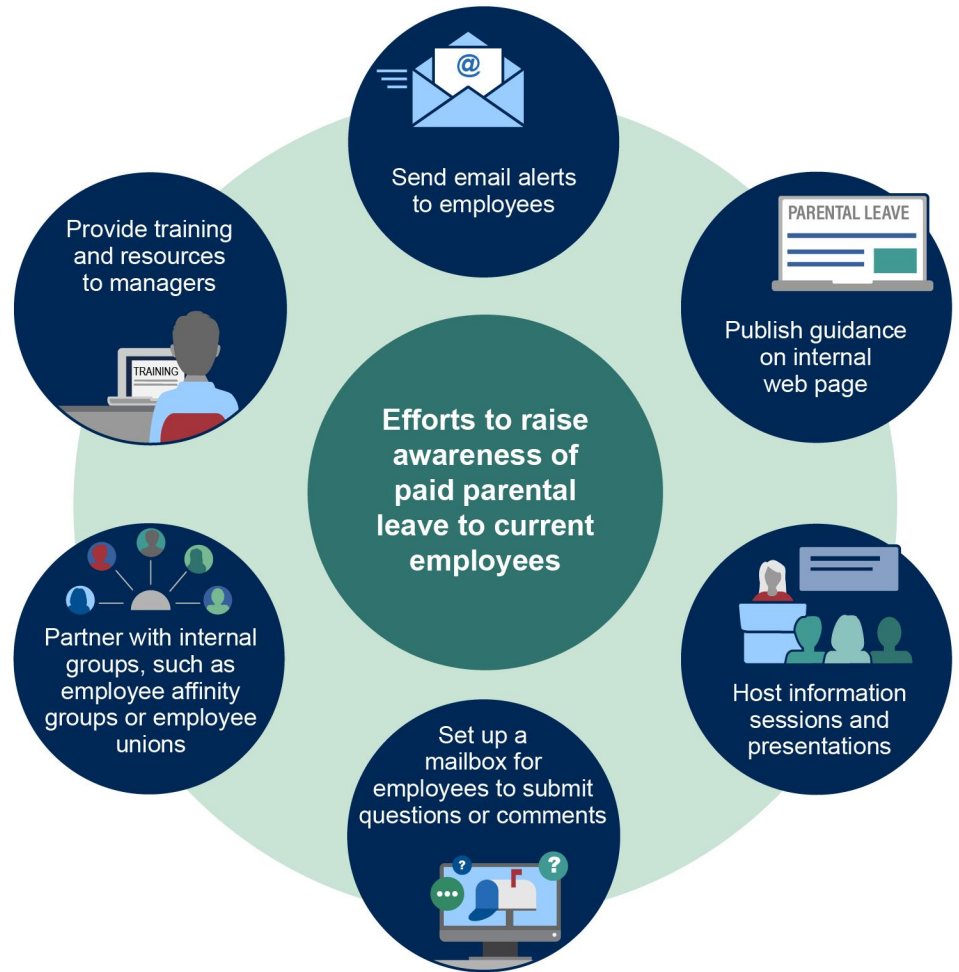 @
Send email alerts
to employees
PARENTAL LEAVE
Publish guidance
on internal
web page
Host information
sessions and
presentations
Set up a
mailbox for
employees to submit
questions or comments
?
?
Partner with internal
groups, such as
employee affinity
groups or employee
unions
Provide training
and resources
to managers
TRAINING
Efforts to raise
awareness of
paid parental
leave to current
employees